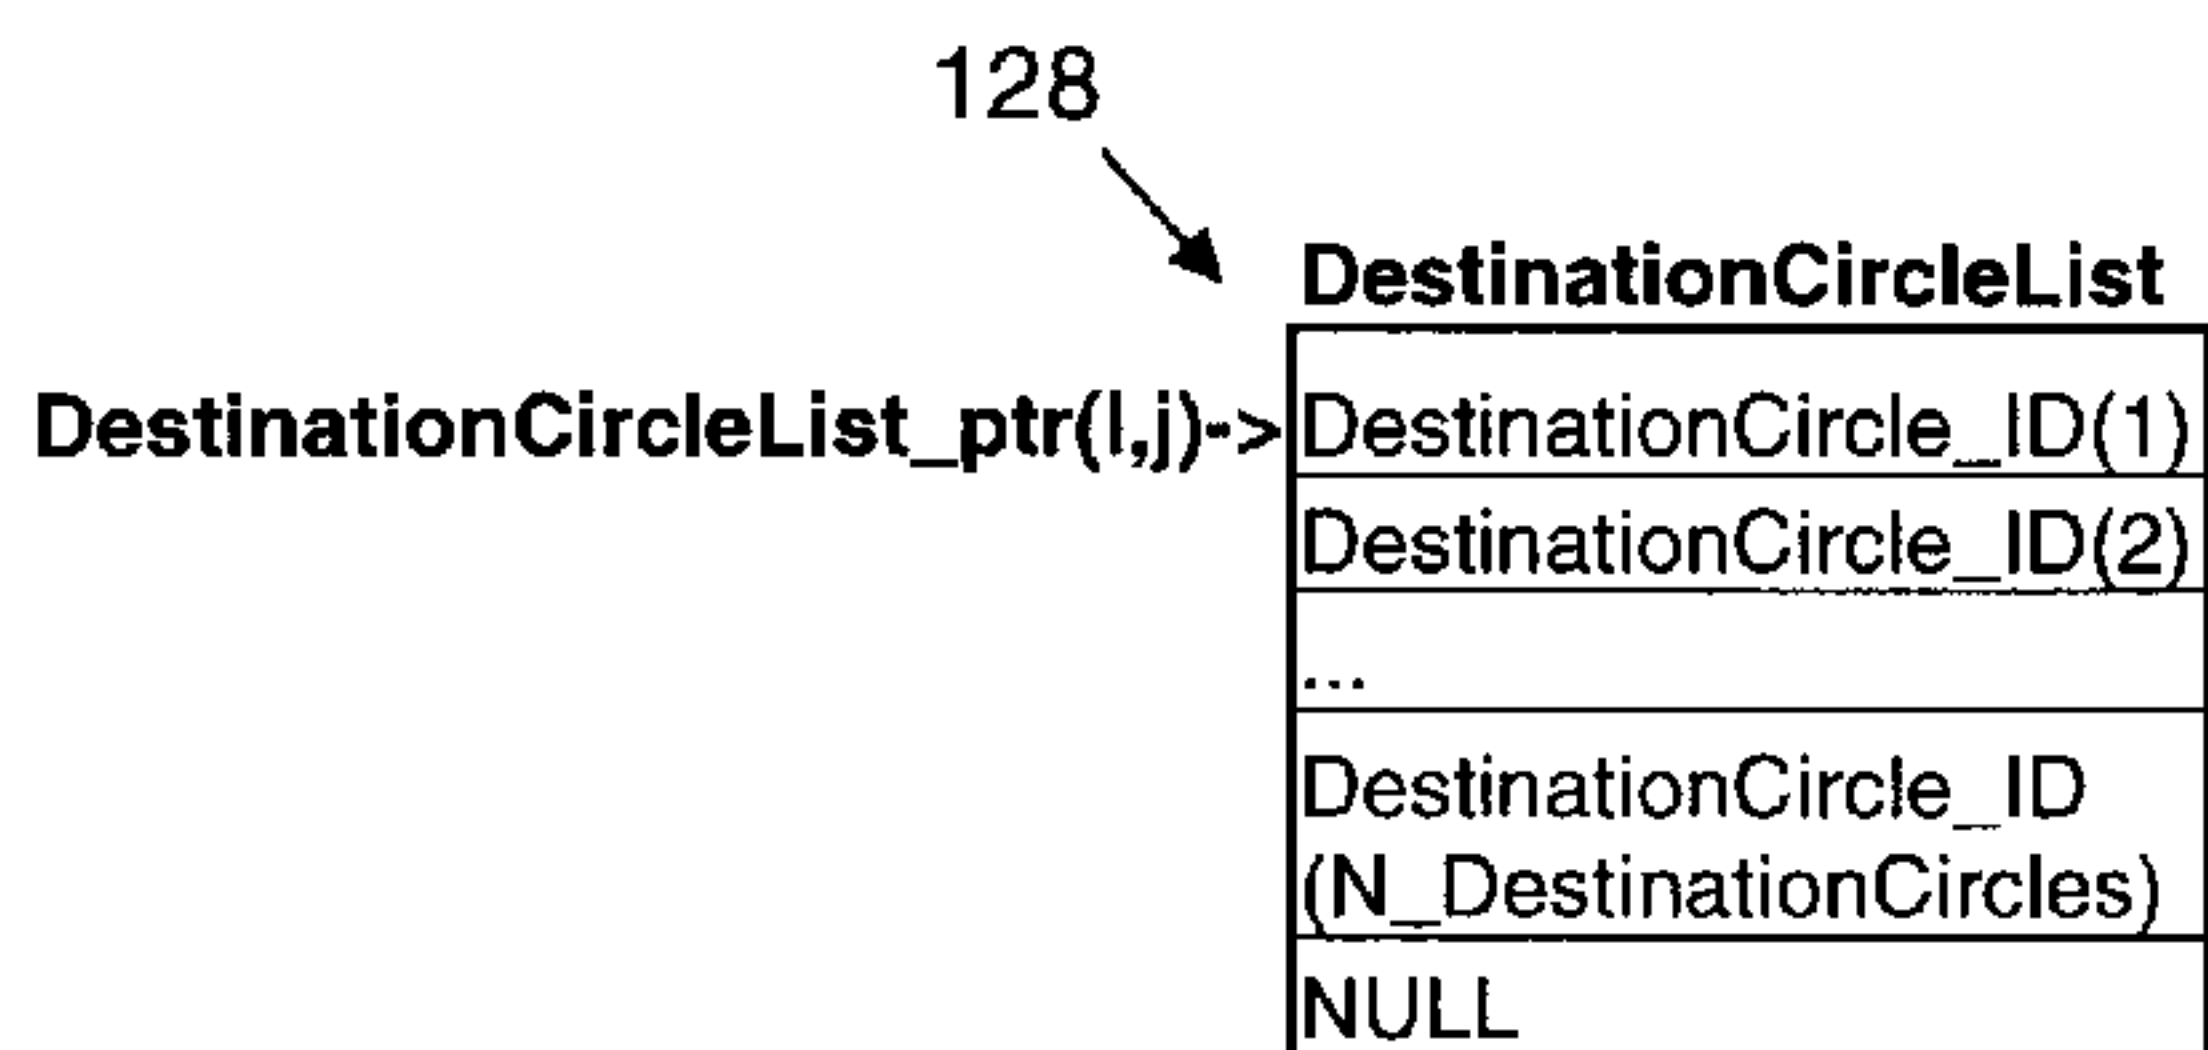 128
DestinationCircleList
DestinationCircleList_ptr(I,j)->
DestinationCircle_ID(1)
DestinationCircle_ID(2)
...
DestinationCircle_ID
(N_DestinationCircles)
NULL